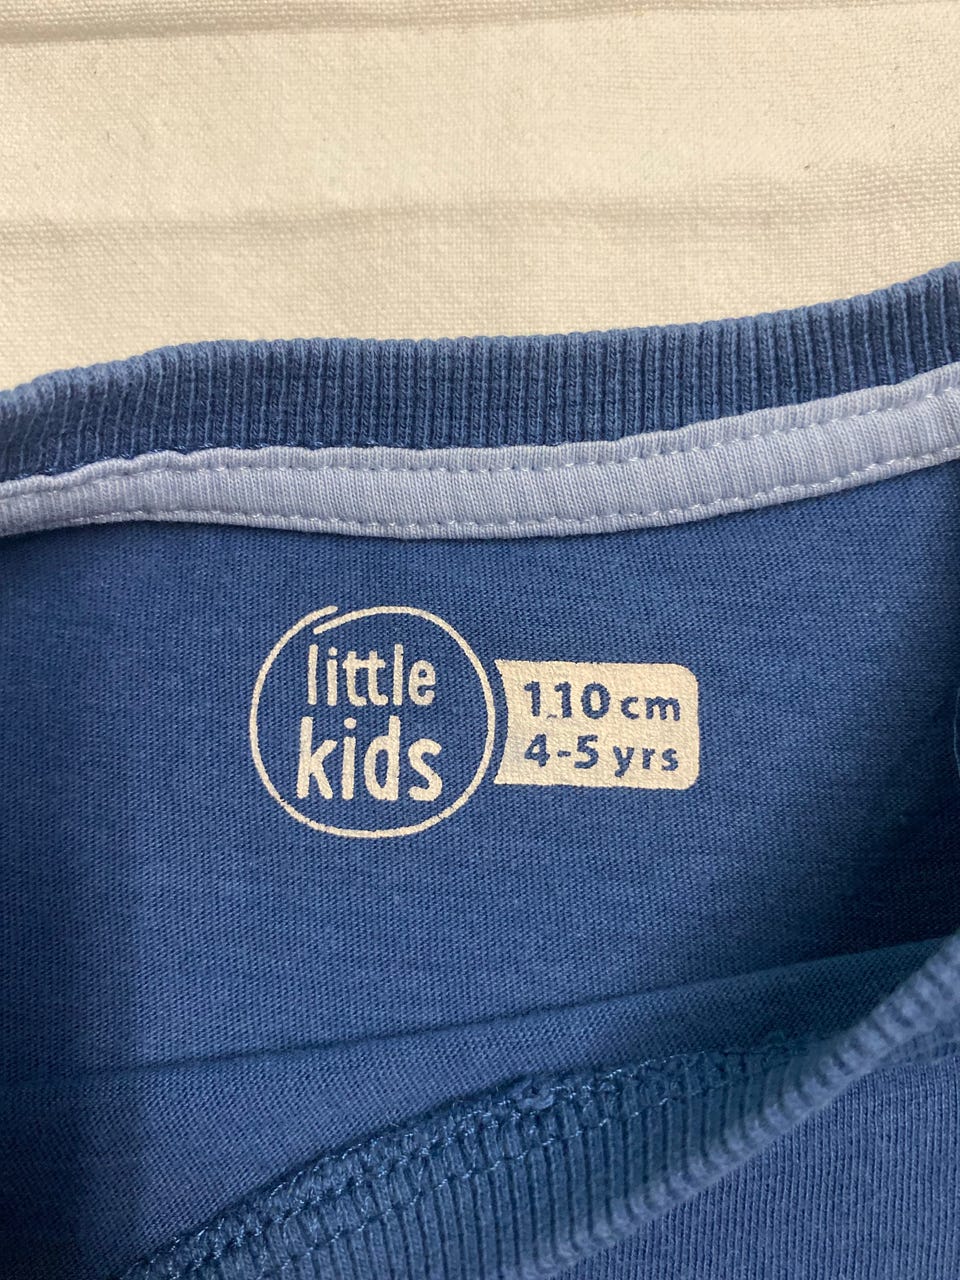 little
kids
110 cm
4-5 yrs